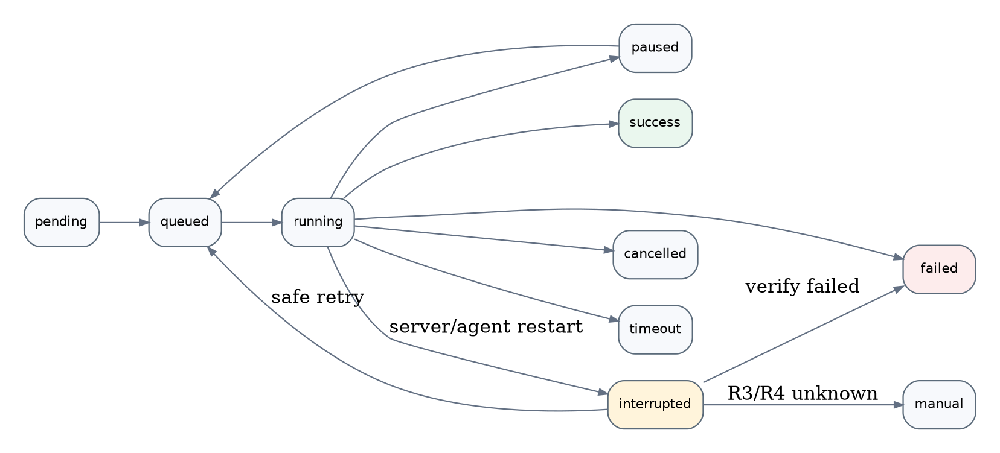 paused
success
pending
queued
running
cancelled
failed
verify failed
safe retry
server/agent restart
timeout
R3/R4 unknown
interrupted
manual